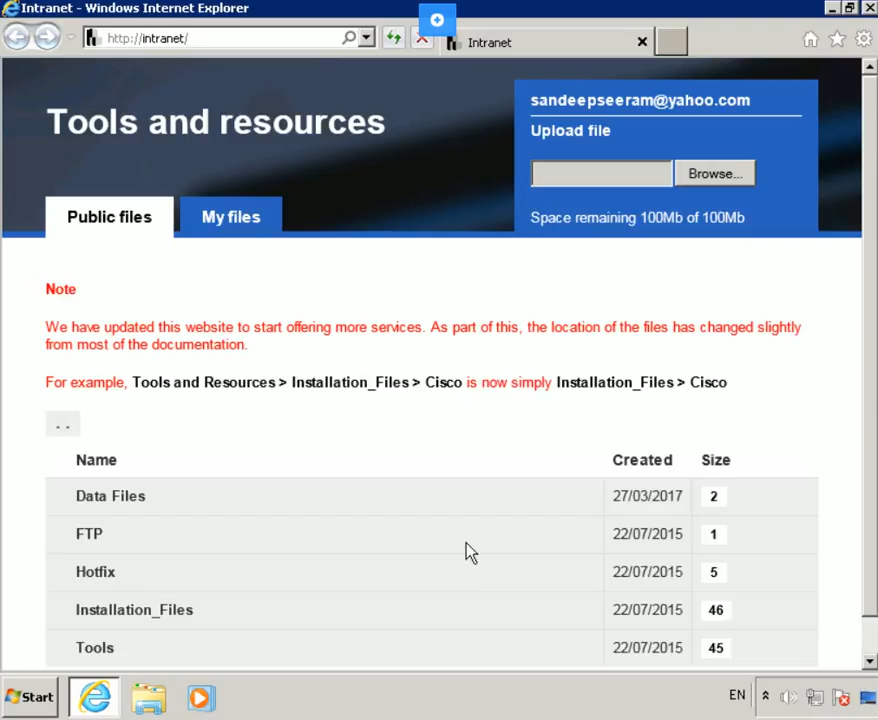 Intranet - Windows Internet Explorer
http://intranet/
Intranet
Tools and resources
sandeepseeram@yahoo.com
Upload file
Browse...
Space remaining 100Mb of 100Mb
Public files
My files
Note
We have updated this website to start offering more services. As part of this, the location of the files has changed slightly
from most of the documentation.
For example, Tools and Resources > Installation_Files > Cisco is now simply Installation_Files > Cisco
. .
Name Created Size
Data Files 27/03/2017 2
FTP 22/07/2015 1
Hotfix 22/07/2015 5
Installation_Files 22/07/2015 46
Tools 22/07/2015 45
Start
EN